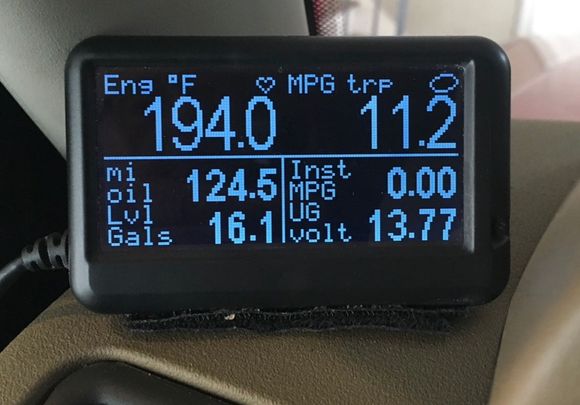 Eng °F ♡ MPG trp
194.0 11.2
mi oil 124.5 Inst MPG 0.00
Lvl Gals 16.1 UG volt 13.77